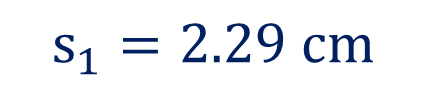 s₁ = 2.29 cm